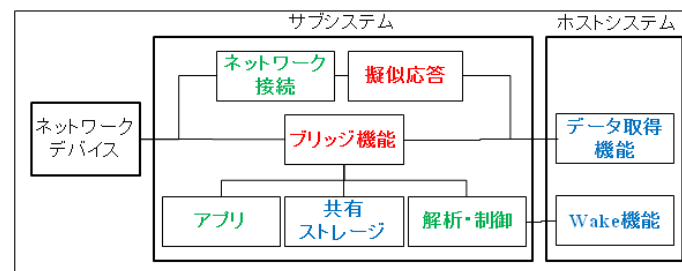 サブシステム
ホストシステム
ネットワーク
接続
擬似応答
ネットワーク
デバイス
ブリッジ機能
データ取得
機能
アプリ
共有
ストレージ
解析・制御
Wake機能